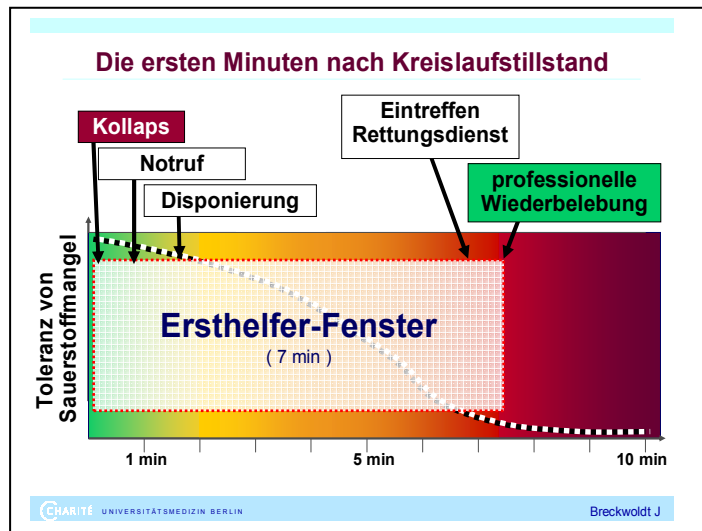 Die ersten Minuten nach Kreislaufstillstand
Kollaps
Notruf
Disponierung
Eintreffen
Rettungsdienst
professionelle
Wiederbelebung
Toleranz von
Sauerstoffmangel
Ersthelfer-Fenster
( 7 min )
1 min
5 min
10 min
CHARITÉ UNIVERSITÄTSMEDIZIN BERLIN
Breckwoldt J